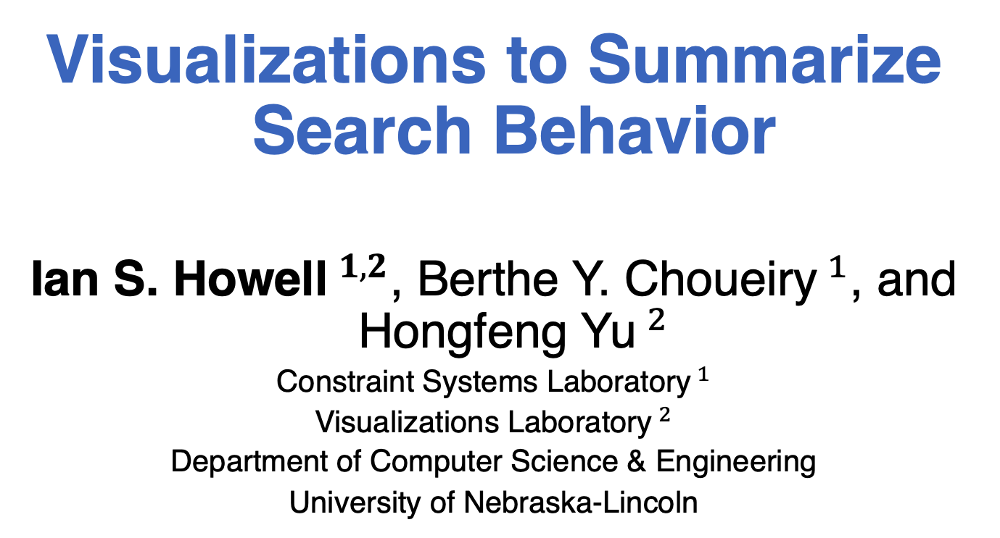 Visualizations to Summarize
Search Behavior
Ian S. Howell 1,2, Berthe Y. Choueiry 1, and
Hongfeng Yu 2
Constraint Systems Laboratory 1
Visualizations Laboratory 2
Department of Computer Science & Engineering
University of Nebraska-Lincoln